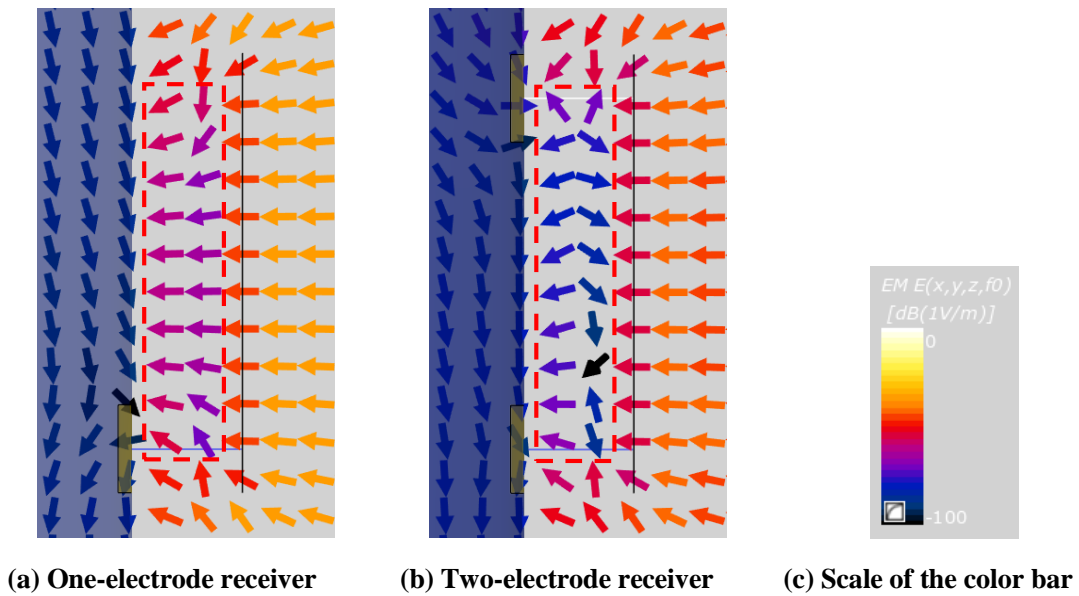 EM E(x,y,z,f0)
[dB(1V/m)]
0
-100
(a) One-electrode receiver
(b) Two-electrode receiver
(c) Scale of the color bar